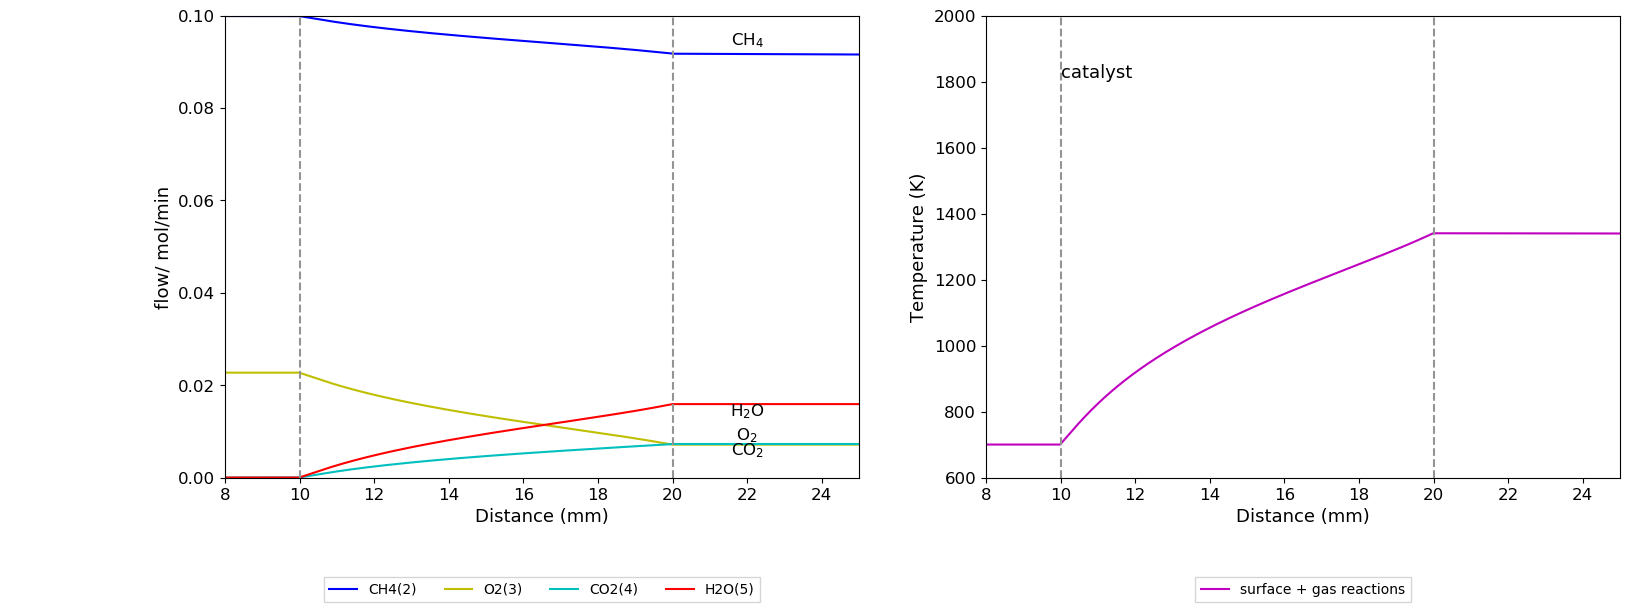 0.10
0.08
0.06
0.04
0.02
0.00
flow/ mol/min
CH₄
H₂O
O₂
CO₂
8 10 12 14 16 18 20 22 24
Distance (mm)
CH4(2) O2(3) CO2(4) H2O(5)
2000
1800
1600
1400
1200
1000
800
600
Temperature (K)
catalyst
8 10 12 14 16 18 20 22 24
Distance (mm)
surface + gas reactions